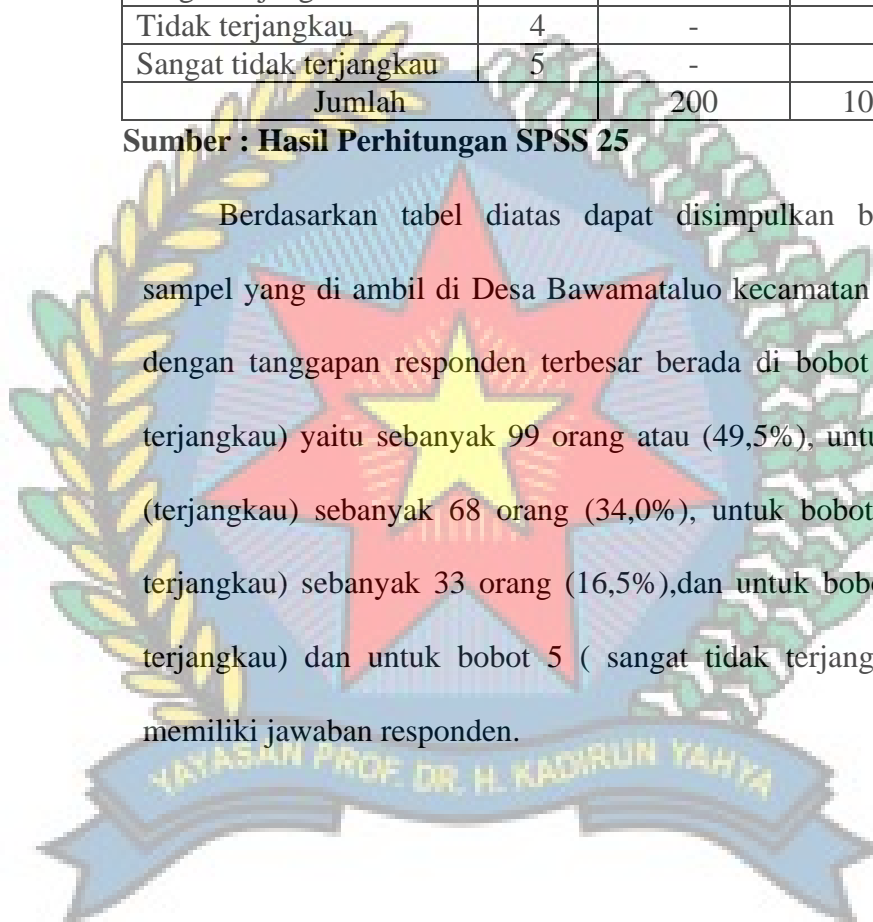 Tidak terjangkau 4 -
Sangat tidak terjangkau 5 -
Jumlah 200 10
Sumber : Hasil Perhitungan SPSS 25
Berdasarkan tabel diatas dapat disimpulkan b
sampel yang di ambil di Desa Bawamataluo kecamatan
dengan tanggapan responden terbesar berada di bobot
terjangkau) yaitu sebanyak 99 orang atau (49,5%), untu
(terjangkau) sebanyak 68 orang (34,0%), untuk bobot
terjangkau) sebanyak 33 orang (16,5%),dan untuk bob
terjangkau) dan untuk bobot 5 ( sangat tidak terjang
memiliki jawaban responden.
YAYASAN PROF. DR. H. KADIRUN YAHYA